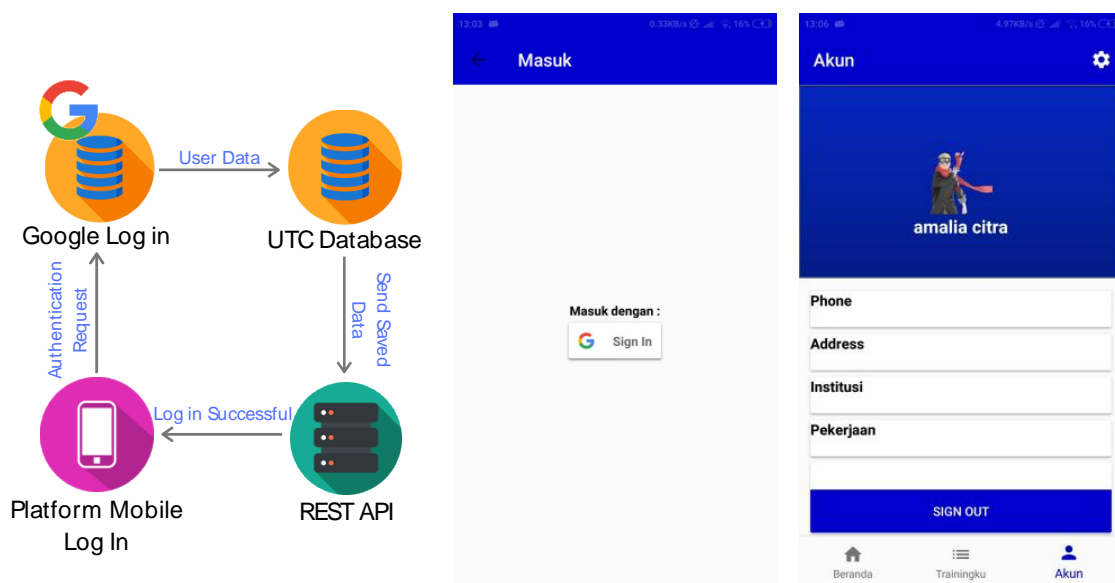 User Data
Google Log in
UTC Database
Authentication
Request
Send Saved
Data
Log in Successful
Platform Mobile
Log In
REST API
13:03
0.33KB/s
16%
Masuk
Masuk dengan :
G Sign In
13:06
4.97KB/s
16%
Akun
amalia citra
Phone
Address
Institusi
Pekerjaan
SIGN OUT
Beranda
Trainingku
Akun